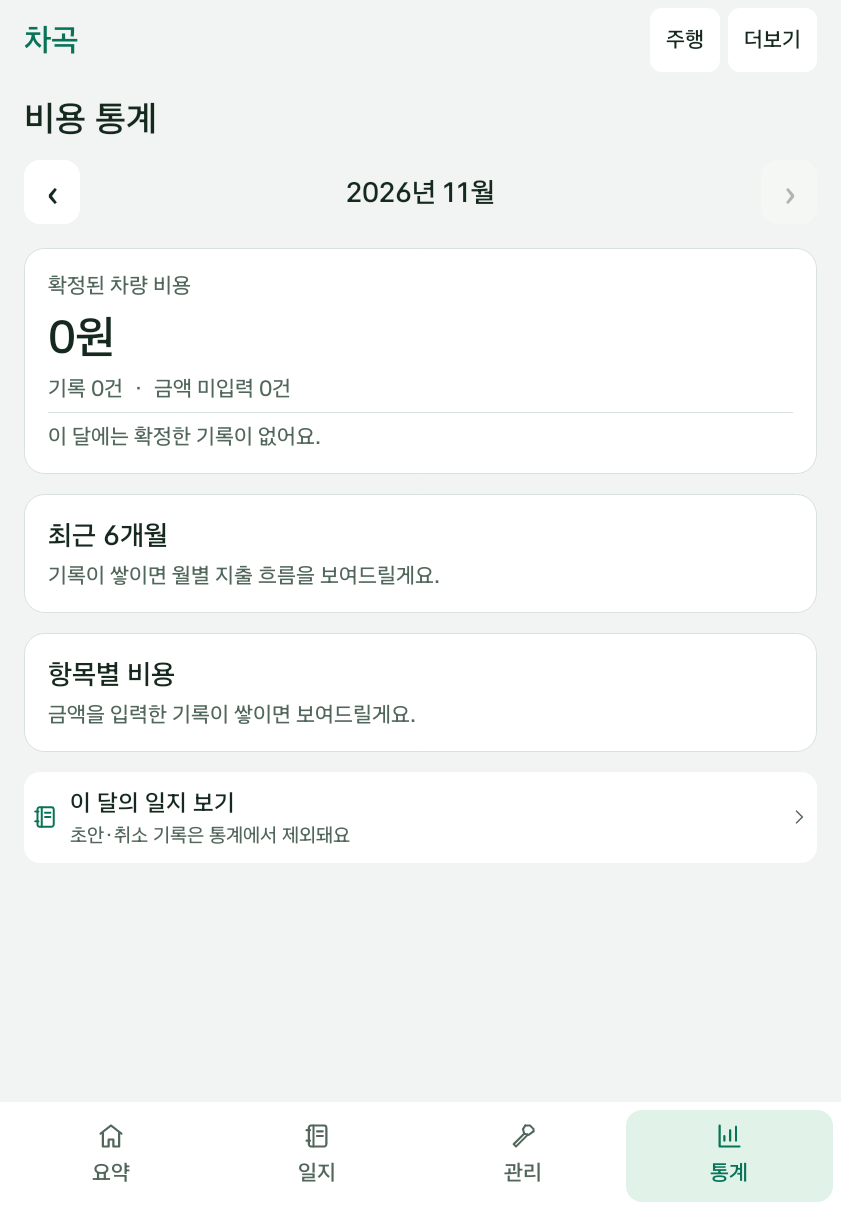 차곡
주행
더보기
비용 통계
‹
2026년 11월
›
확정된 차량 비용
0원
기록 0건 · 금액 미입력 0건
이 달에는 확정한 기록이 없어요.
최근 6개월
기록이 쌓이면 월별 지출 흐름을 보여드릴게요.
항목별 비용
금액을 입력한 기록이 쌓이면 보여드릴게요.
이 달의 일지 보기
초안·취소 기록은 통계에서 제외돼요
요약
일지
관리
통계